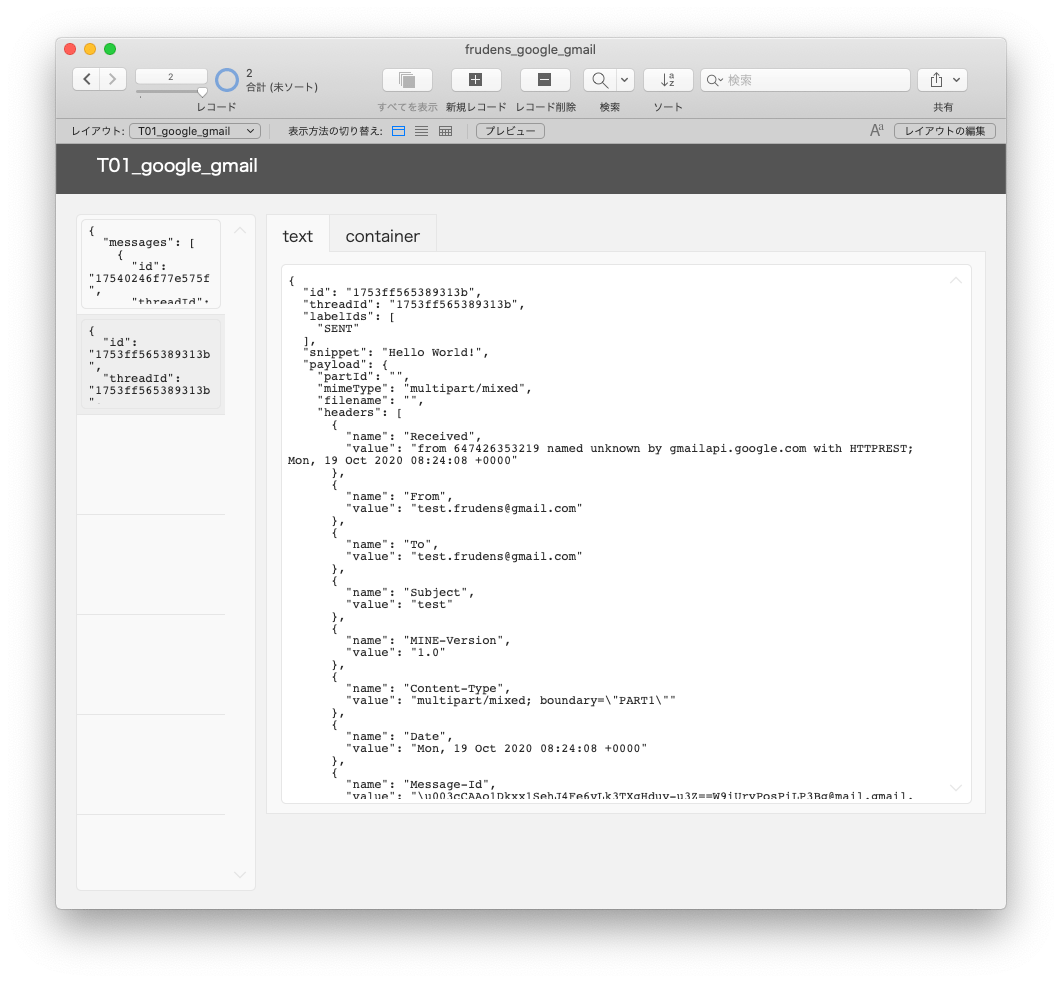 frudens_google_gmail
2
2
合計 (未ソート)
レコード
すべてを表示
新規レコード
レコード削除
検索
ソート
検索
共有
レイアウト: T01_google_gmail
表示方法の切り替え:
プレビュー
Aa
レイアウトの編集
T01_google_gmail
{
"messages": [
{
"id":
"17540246f77e575f
",
"threadId":
{
"id":
"1753ff565389313b
",
"threadId":
"1753ff565389313b
"
text
container
{
"id": "1753ff565389313b",
"threadId": "1753ff565389313b",
"labelIds": [
"SENT"
],
"snippet": "Hello World!",
"payload": {
"partId": "",
"mimeType": "multipart/mixed",
"filename": "",
"headers": [
{
"name": "Received",
"value": "from 647426353219 named unknown by gmailapi.google.com with HTTPREST;
Mon, 19 Oct 2020 08:24:08 +0000"
},
{
"name": "From",
"value": "test.frudens@gmail.com"
},
{
"name": "To",
"value": "test.frudens@gmail.com"
},
{
"name": "Subject",
"value": "test"
},
{
"name": "MINE-Version",
"value": "1.0"
},
{
"name": "Content-Type",
"value": "multipart/mixed; boundary=\"PART1\""
},
{
"name": "Date",
"value": "Mon, 19 Oct 2020 08:24:08 +0000"
},
{
"name": "Message-Id",
"value":